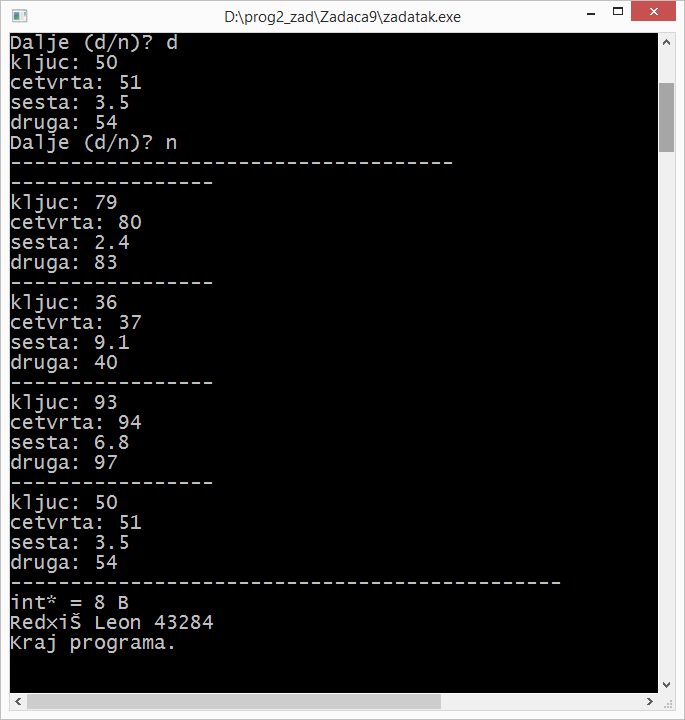 D:\prog2_zad\Zadaca9\zadatak.exe
Dalje (d/n)? d
kljuc: 50
cetvrta: 51
sesta: 3.5
druga: 54
Dalje (d/n)? n
-------------------------------------
-----------------
kljuc: 79
cetvrta: 80
sesta: 2.4
druga: 83
-----------------
kljuc: 36
cetvrta: 37
sesta: 9.1
druga: 40
-----------------
kljuc: 93
cetvrta: 94
sesta: 6.8
druga: 97
-----------------
kljuc: 50
cetvrta: 51
sesta: 3.5
druga: 54
----------------------------------------------
int* = 8 B
Red×iŠ Leon 43284
Kraj programa.